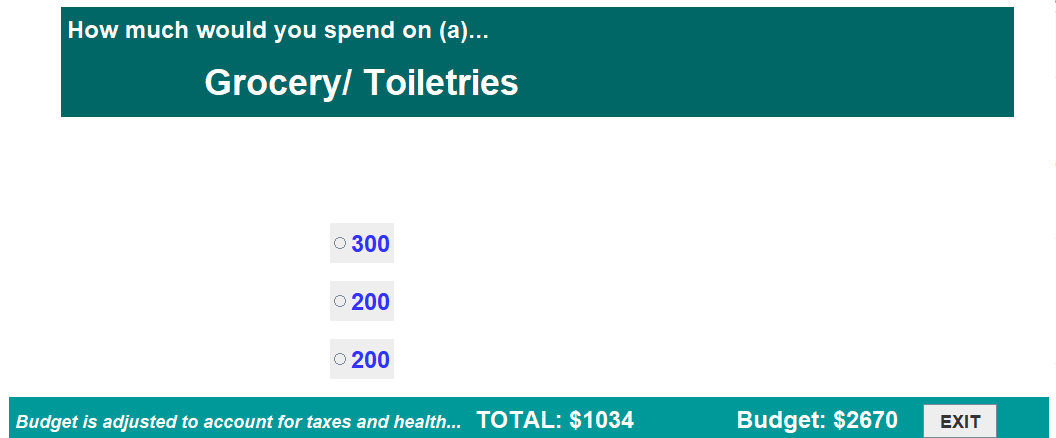 How much would you spend on (a)...
Grocery/ Toiletries
300
200
200
Budget is adjusted to account for taxes and health... TOTAL: $1034 Budget: $2670 EXIT